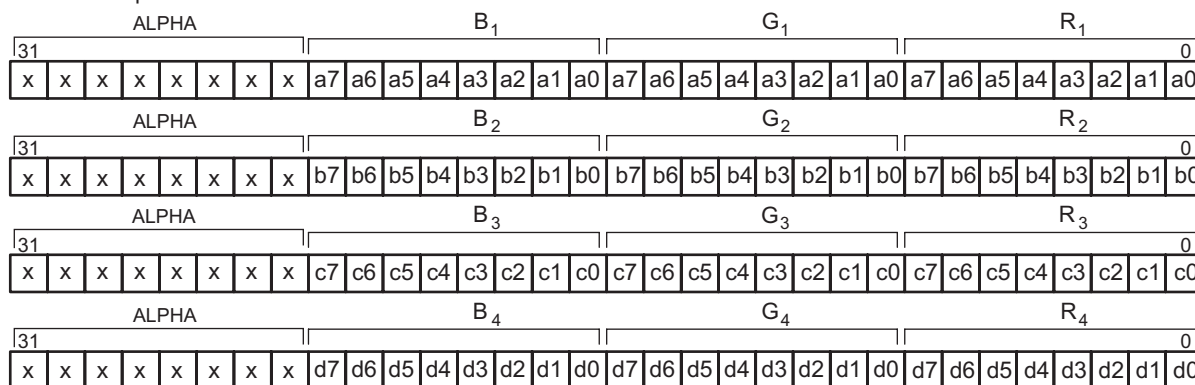 ALPHA B1 G1 R1
31 0
x x x x x x x x a7 a6 a5 a4 a3 a2 a1 a0 a7 a6 a5 a4 a3 a2 a1 a0 a7 a6 a5 a4 a3 a2 a1 a0
ALPHA B2 G2 R2
31 0
x x x x x x x x b7 b6 b5 b4 b3 b2 b1 b0 b7 b6 b5 b4 b3 b2 b1 b0 b7 b6 b5 b4 b3 b2 b1 b0
ALPHA B3 G3 R3
31 0
x x x x x x x x c7 c6 c5 c4 c3 c2 c1 c0 c7 c6 c5 c4 c3 c2 c1 c0 c7 c6 c5 c4 c3 c2 c1 c0
ALPHA B4 G4 R4
31 0
x x x x x x x x d7 d6 d5 d4 d3 d2 d1 d0 d7 d6 d5 d4 d3 d2 d1 d0 d7 d6 d5 d4 d3 d2 d1 d0